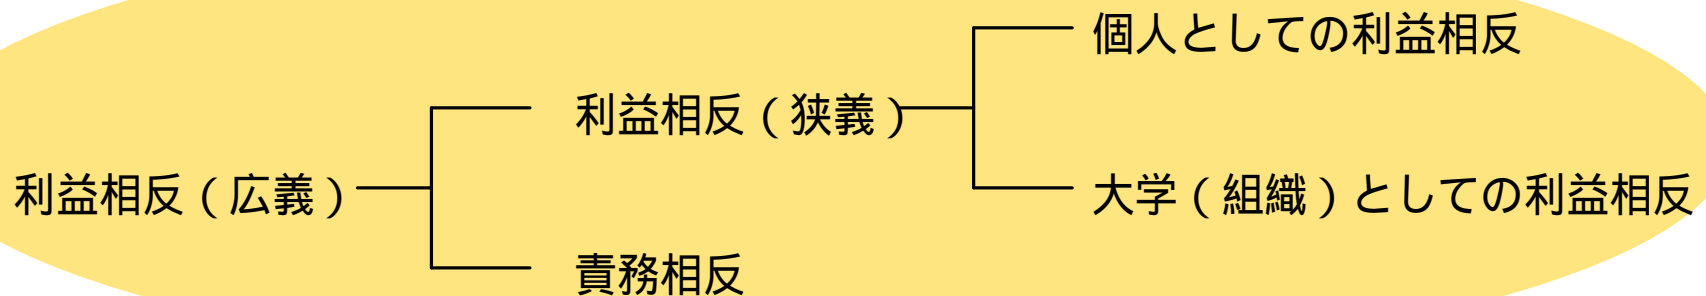 個人としての利益相反
利益相反（狭義）
利益相反（広義）
大学（組織）としての利益相反
責務相反